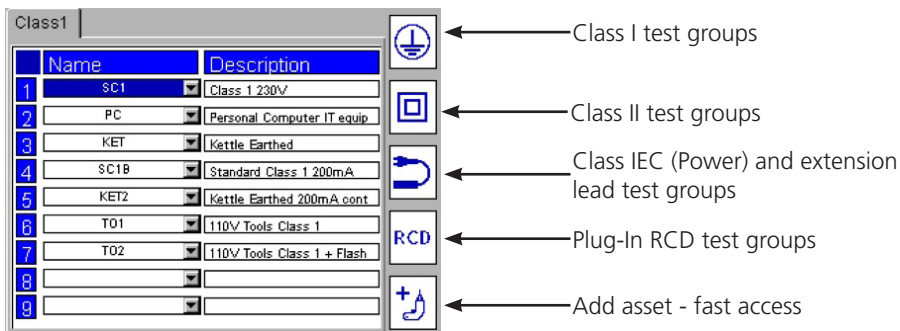 Class1
Name Description
1 SC1 Class 1 230V
2 PC Personal Computer IT equip
3 KET Kettle Earthed
4 SC1B Standard Class 1 200mA
5 KET2 Kettle Earthed 200mA cont
6 TO1 110V Tools Class 1
7 TO2 110V Tools Class 1 + Flash
8
9
RCD
Class I test groups
Class II test groups
Class IEC (Power) and extension
lead test groups
Plug-In RCD test groups
Add asset - fast access